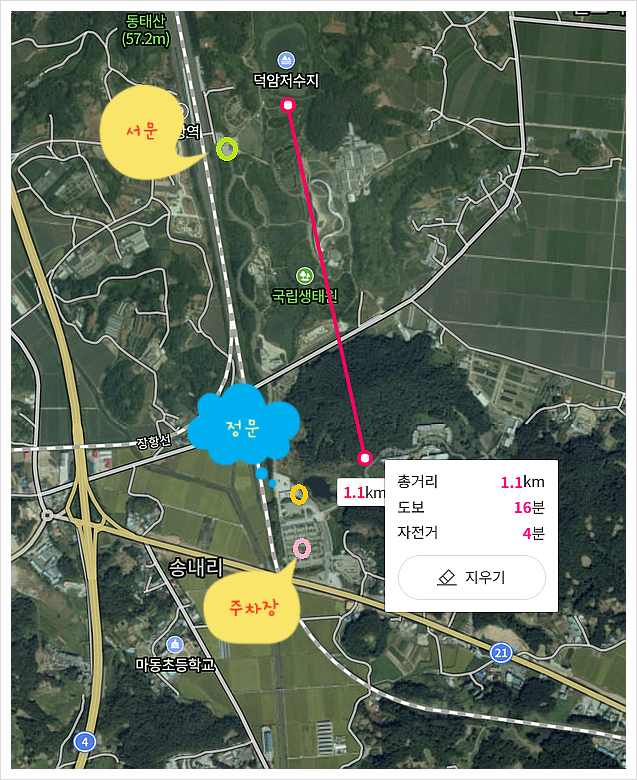 동태산
(57.2m)
덕암저수지
서문
항역
국립생태원
정문
장항선
총거리 1.1km
도보 16분
자전거 4분
지우기
1.1km
송내리
주차장
21
마동초등학교
4